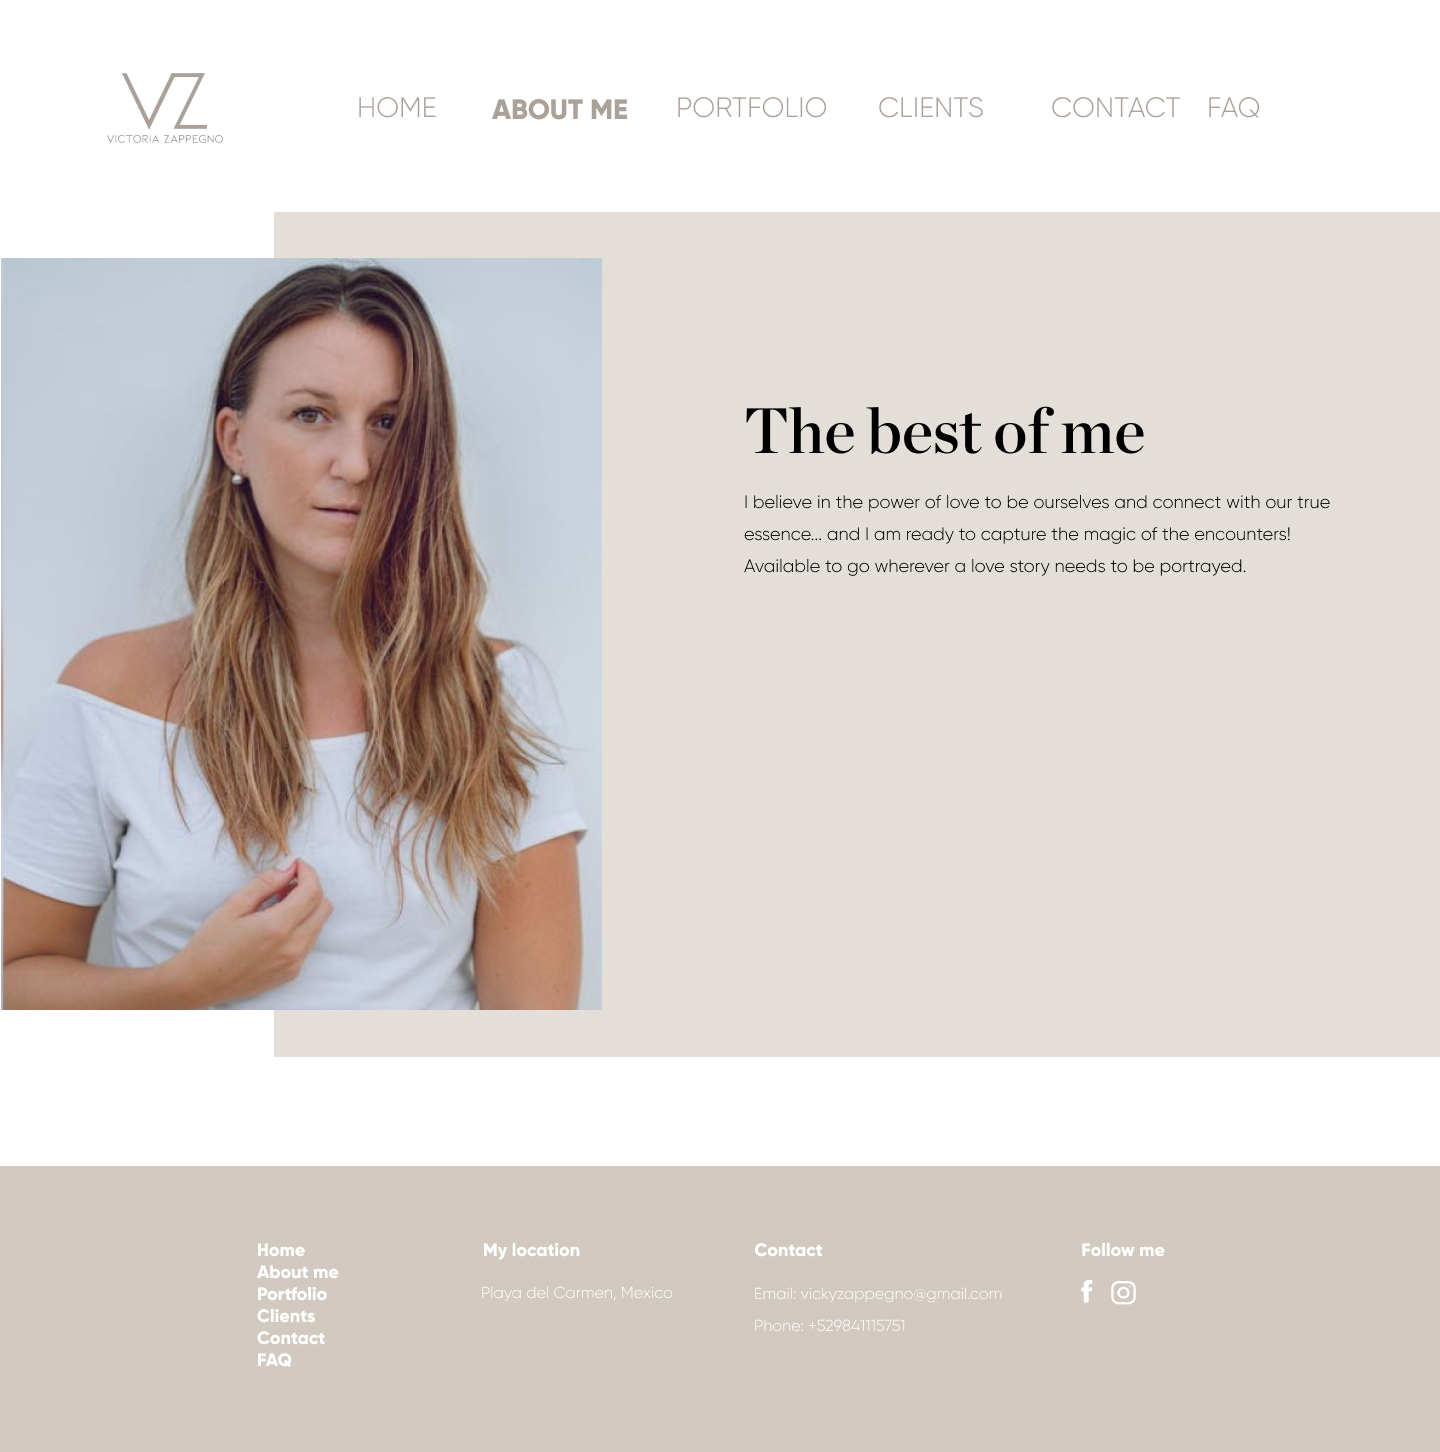 VZ
VICTORIA ZAPPEGNO
HOME
ABOUT ME
PORTFOLIO
CLIENTS
CONTACT
FAQ
The best of me
I believe in the power of love to be ourselves and connect with our true
essence... and I am ready to capture the magic of the encounters!
Available to go wherever a love story needs to be portrayed.
Home
About me
Portfolio
Clients
Contact
FAQ
My location
Playa del Carmen, Mexico
Contact
Email: vickyzappegno@gmail.com
Phone: +529841115751
Follow me